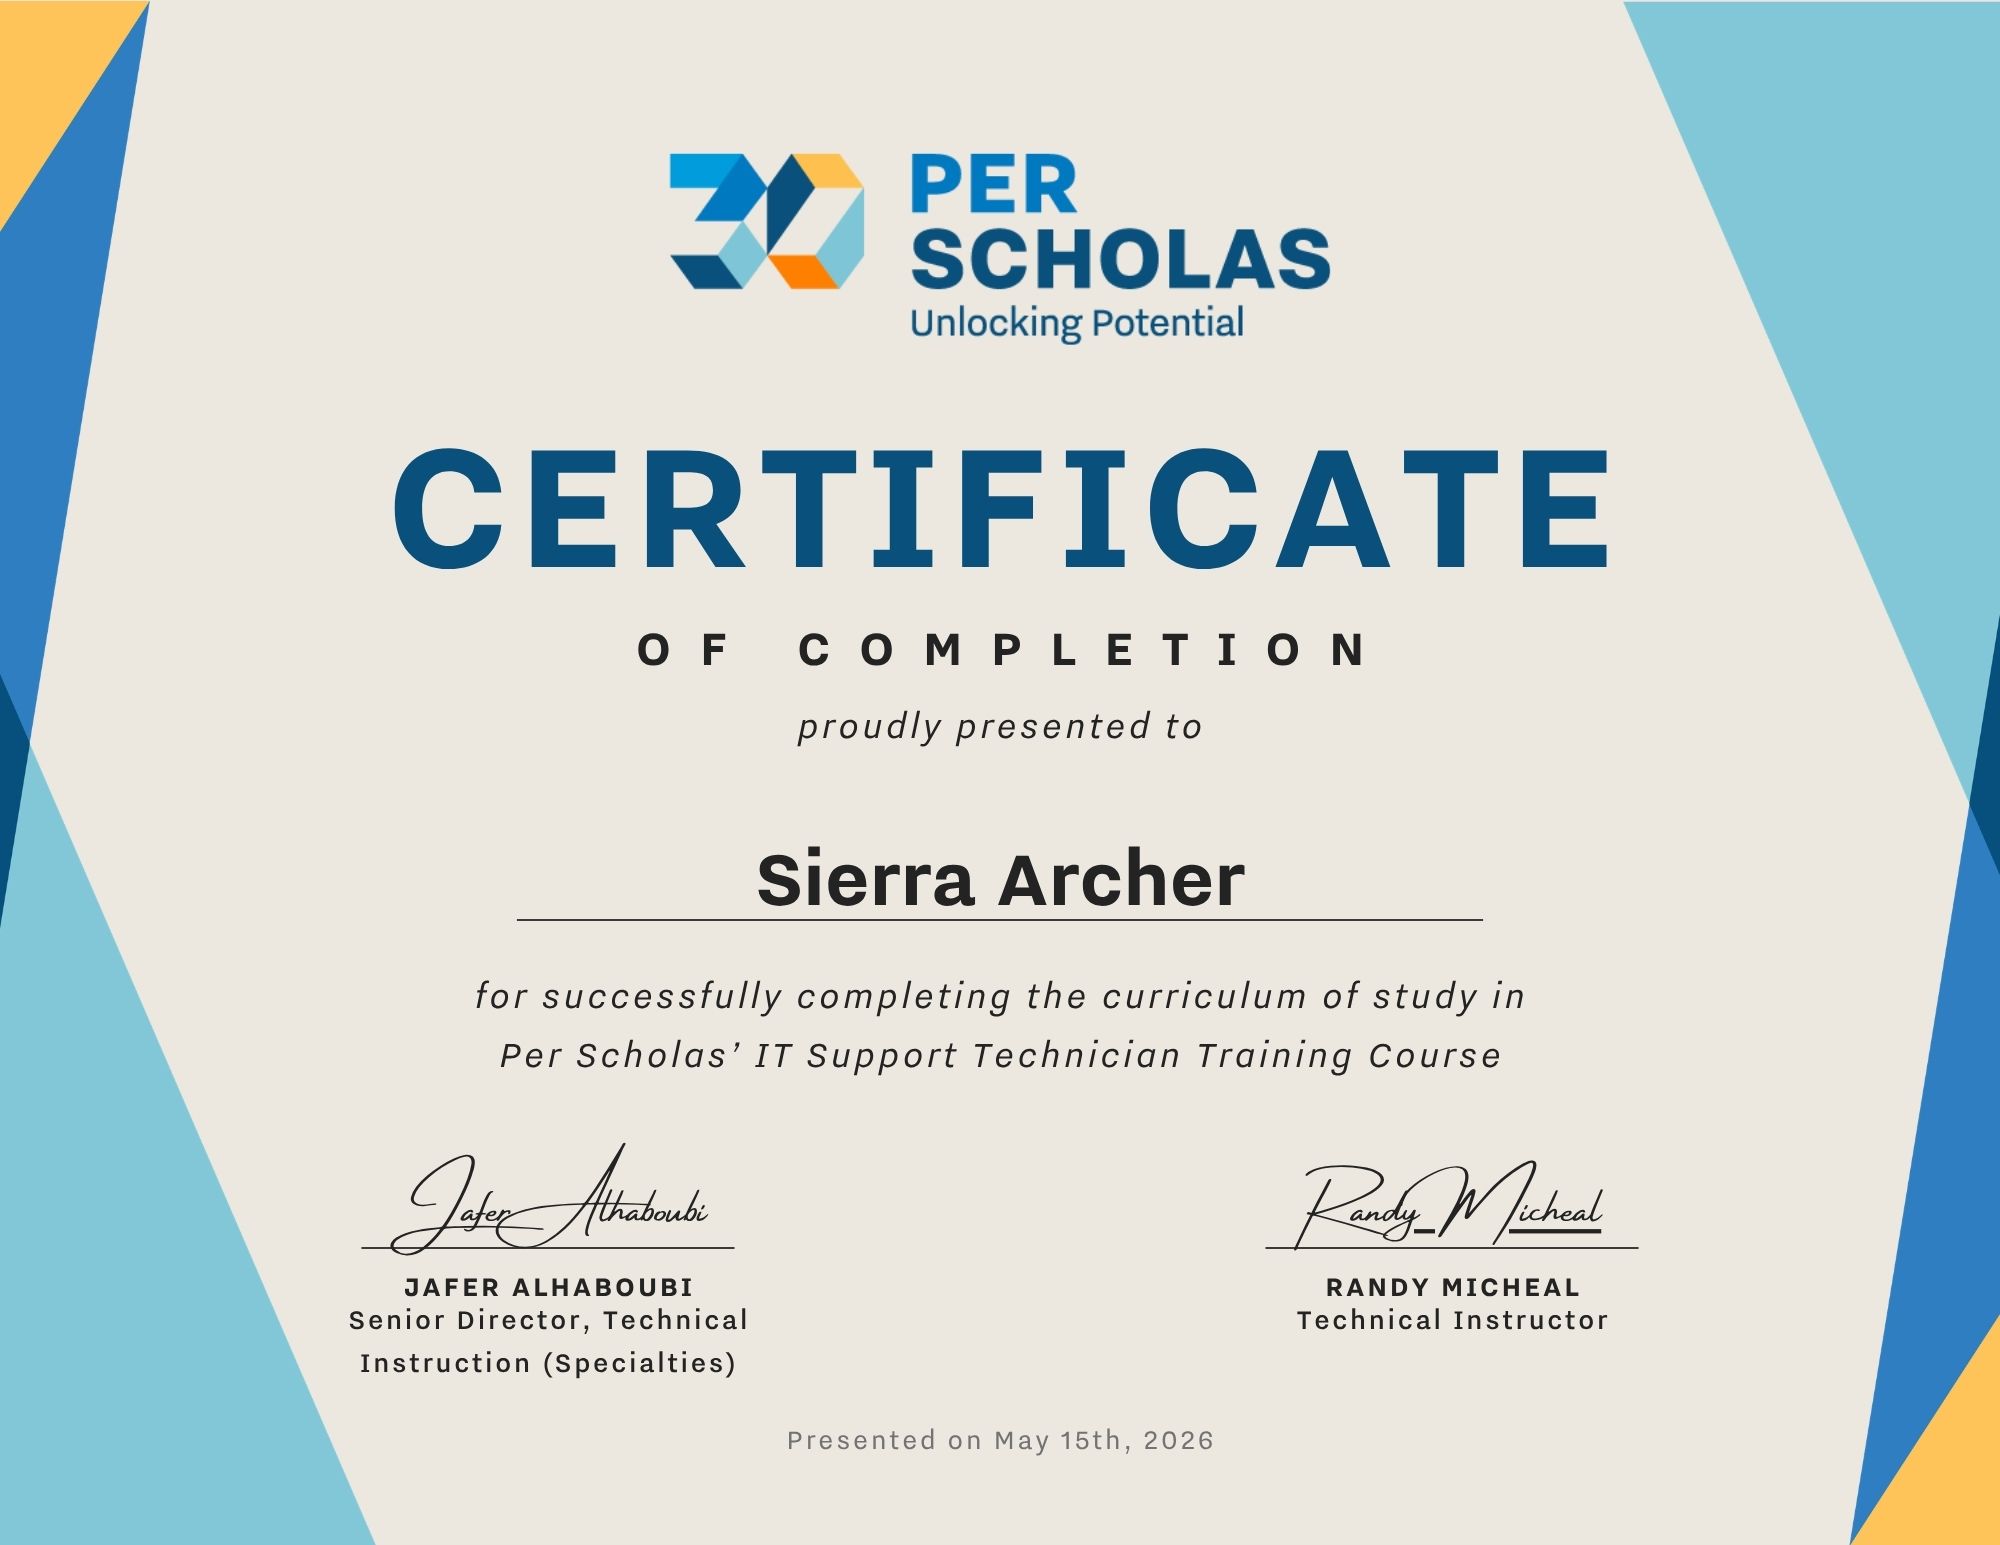 30 PER
SCHOLAS
Unlocking Potential
CERTIFICATE
OF COMPLETION
proudly presented to
Sierra Archer
for successfully completing the curriculum of study in
Per Scholas’ IT Support Technician Training Course
Jafer Alhaboubi
JAFER ALHABOUBI
Senior Director, Technical
Instruction (Specialties)
Randy_Micheal
RANDY MICHEAL
Technical Instructor
Presented on May 15th, 2026